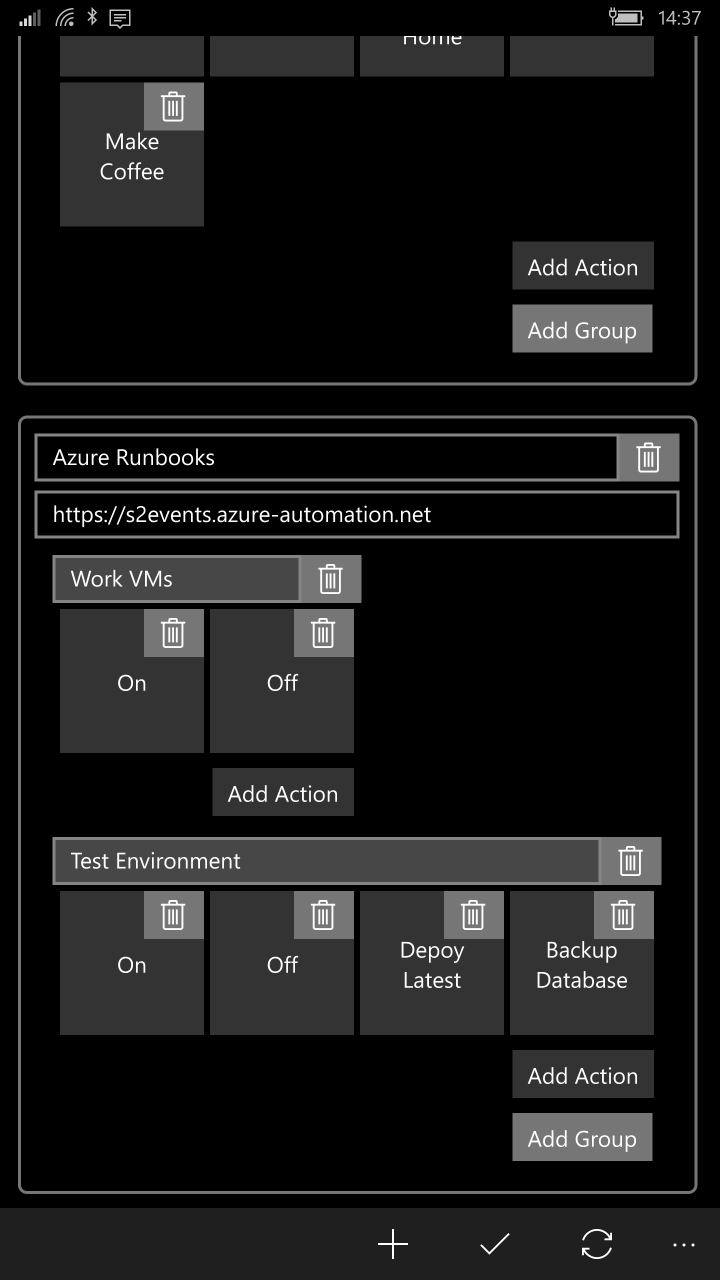 14:37
Home
Make
Coffee
Add Action
Add Group
Azure Runbooks
https://s2events.azure-automation.net
Work VMs
On
Off
Add Action
Test Environment
On
Off
Depoy
Latest
Backup
Database
Add Action
Add Group